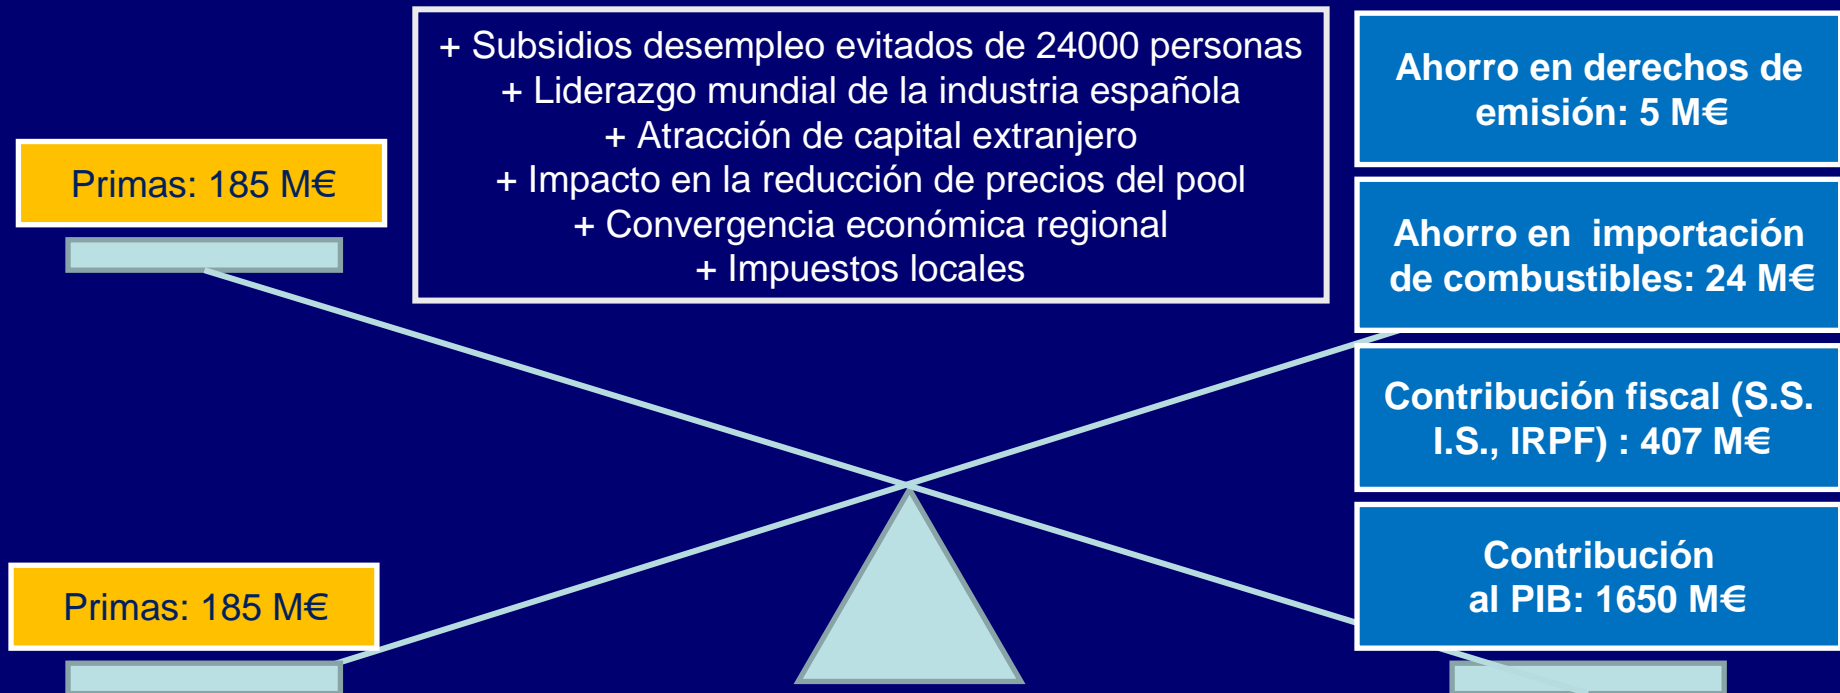 Primas: 185 M€
+ Subsidios desempleo evitados de 24000 personas
+ Liderazgo mundial de la industria española
+ Atracción de capital extranjero
+ Impacto en la reducción de precios del pool
+ Convergencia económica regional
+ Impuestos locales
Ahorro en derechos de
emisión: 5 M€
Ahorro en importación
de combustibles: 24 M€
Contribución fiscal (S.S.
I.S., IRPF) : 407 M€
Contribución
al PIB: 1650 M€
Primas: 185 M€